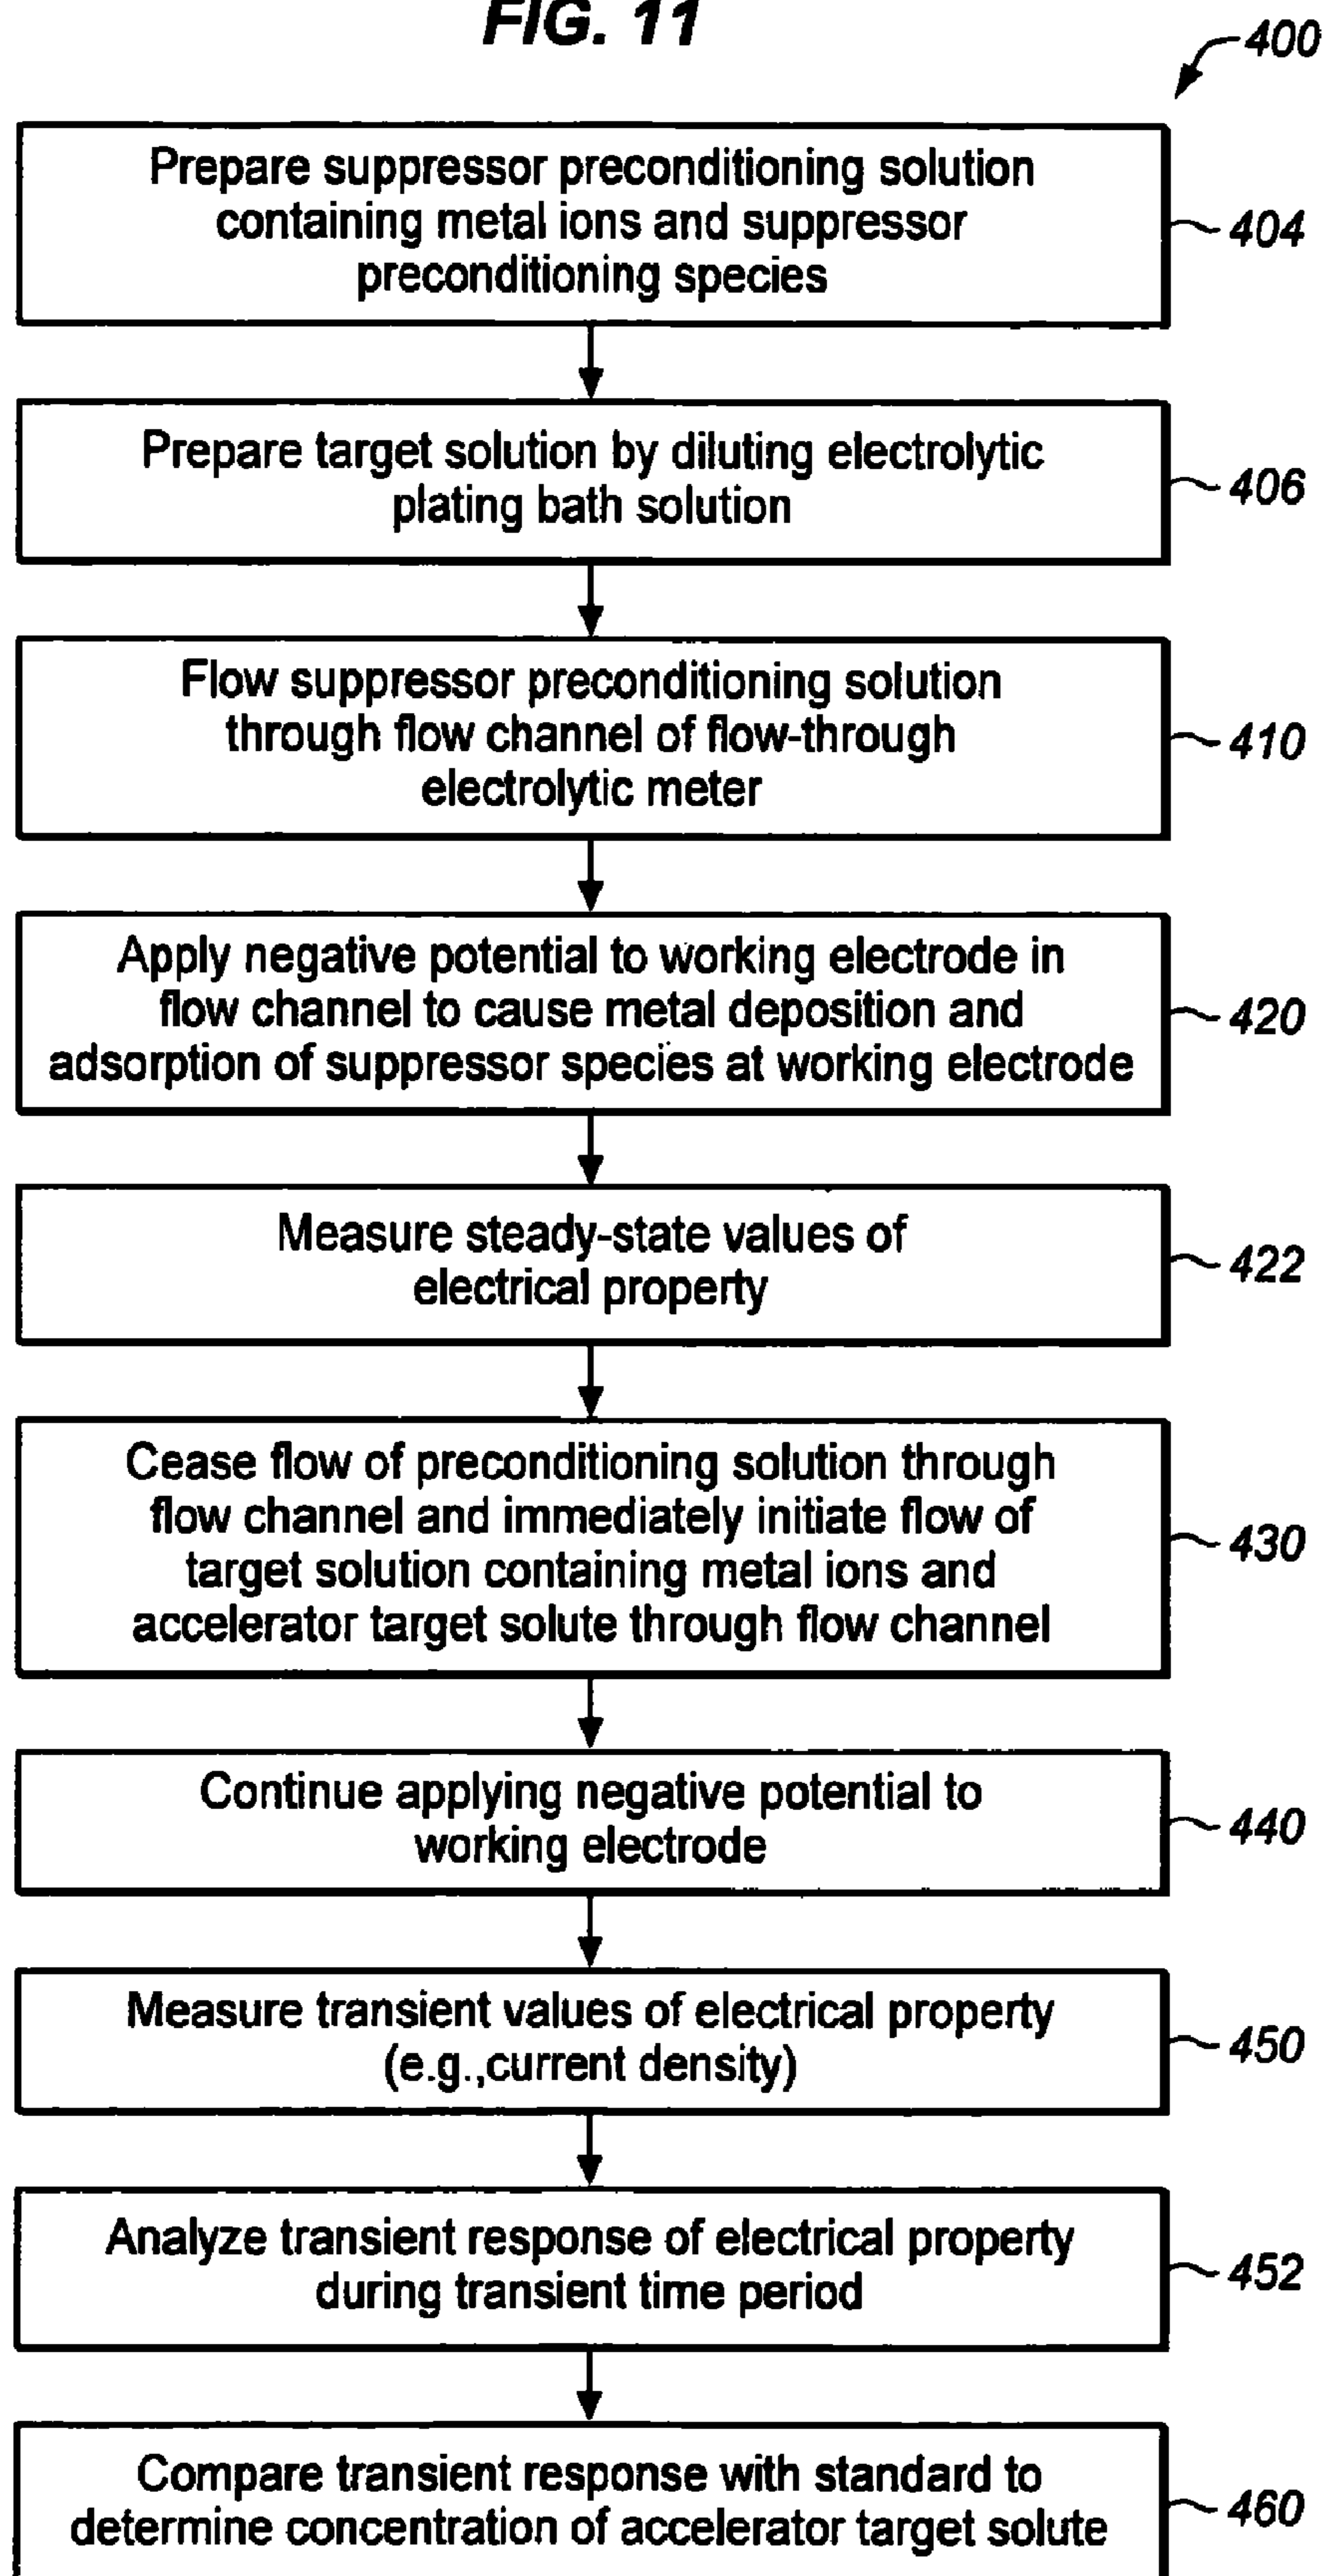 FIG. 11
400
Prepare suppressor preconditioning solution
containing metal ions and suppressor
preconditioning species
404
Prepare target solution by diluting electrolytic
plating bath solution
406
Flow suppressor preconditioning solution
through flow channel of flow-through
electrolytic meter
410
Apply negative potential to working electrode in
flow channel to cause metal deposition and
adsorption of suppressor species at working electrode
420
Measure steady-state values of
electrical property
422
Cease flow of preconditioning solution through
flow channel and immediately initiate flow of
target solution containing metal ions and
accelerator target solute through flow channel
430
Continue applying negative potential to
working electrode
440
Measure transient values of electrical property
(e.g.,current density)
450
Analyze transient response of electrical property
during transient time period
452
Compare transient response with standard to
determine concentration of accelerator target solute
460